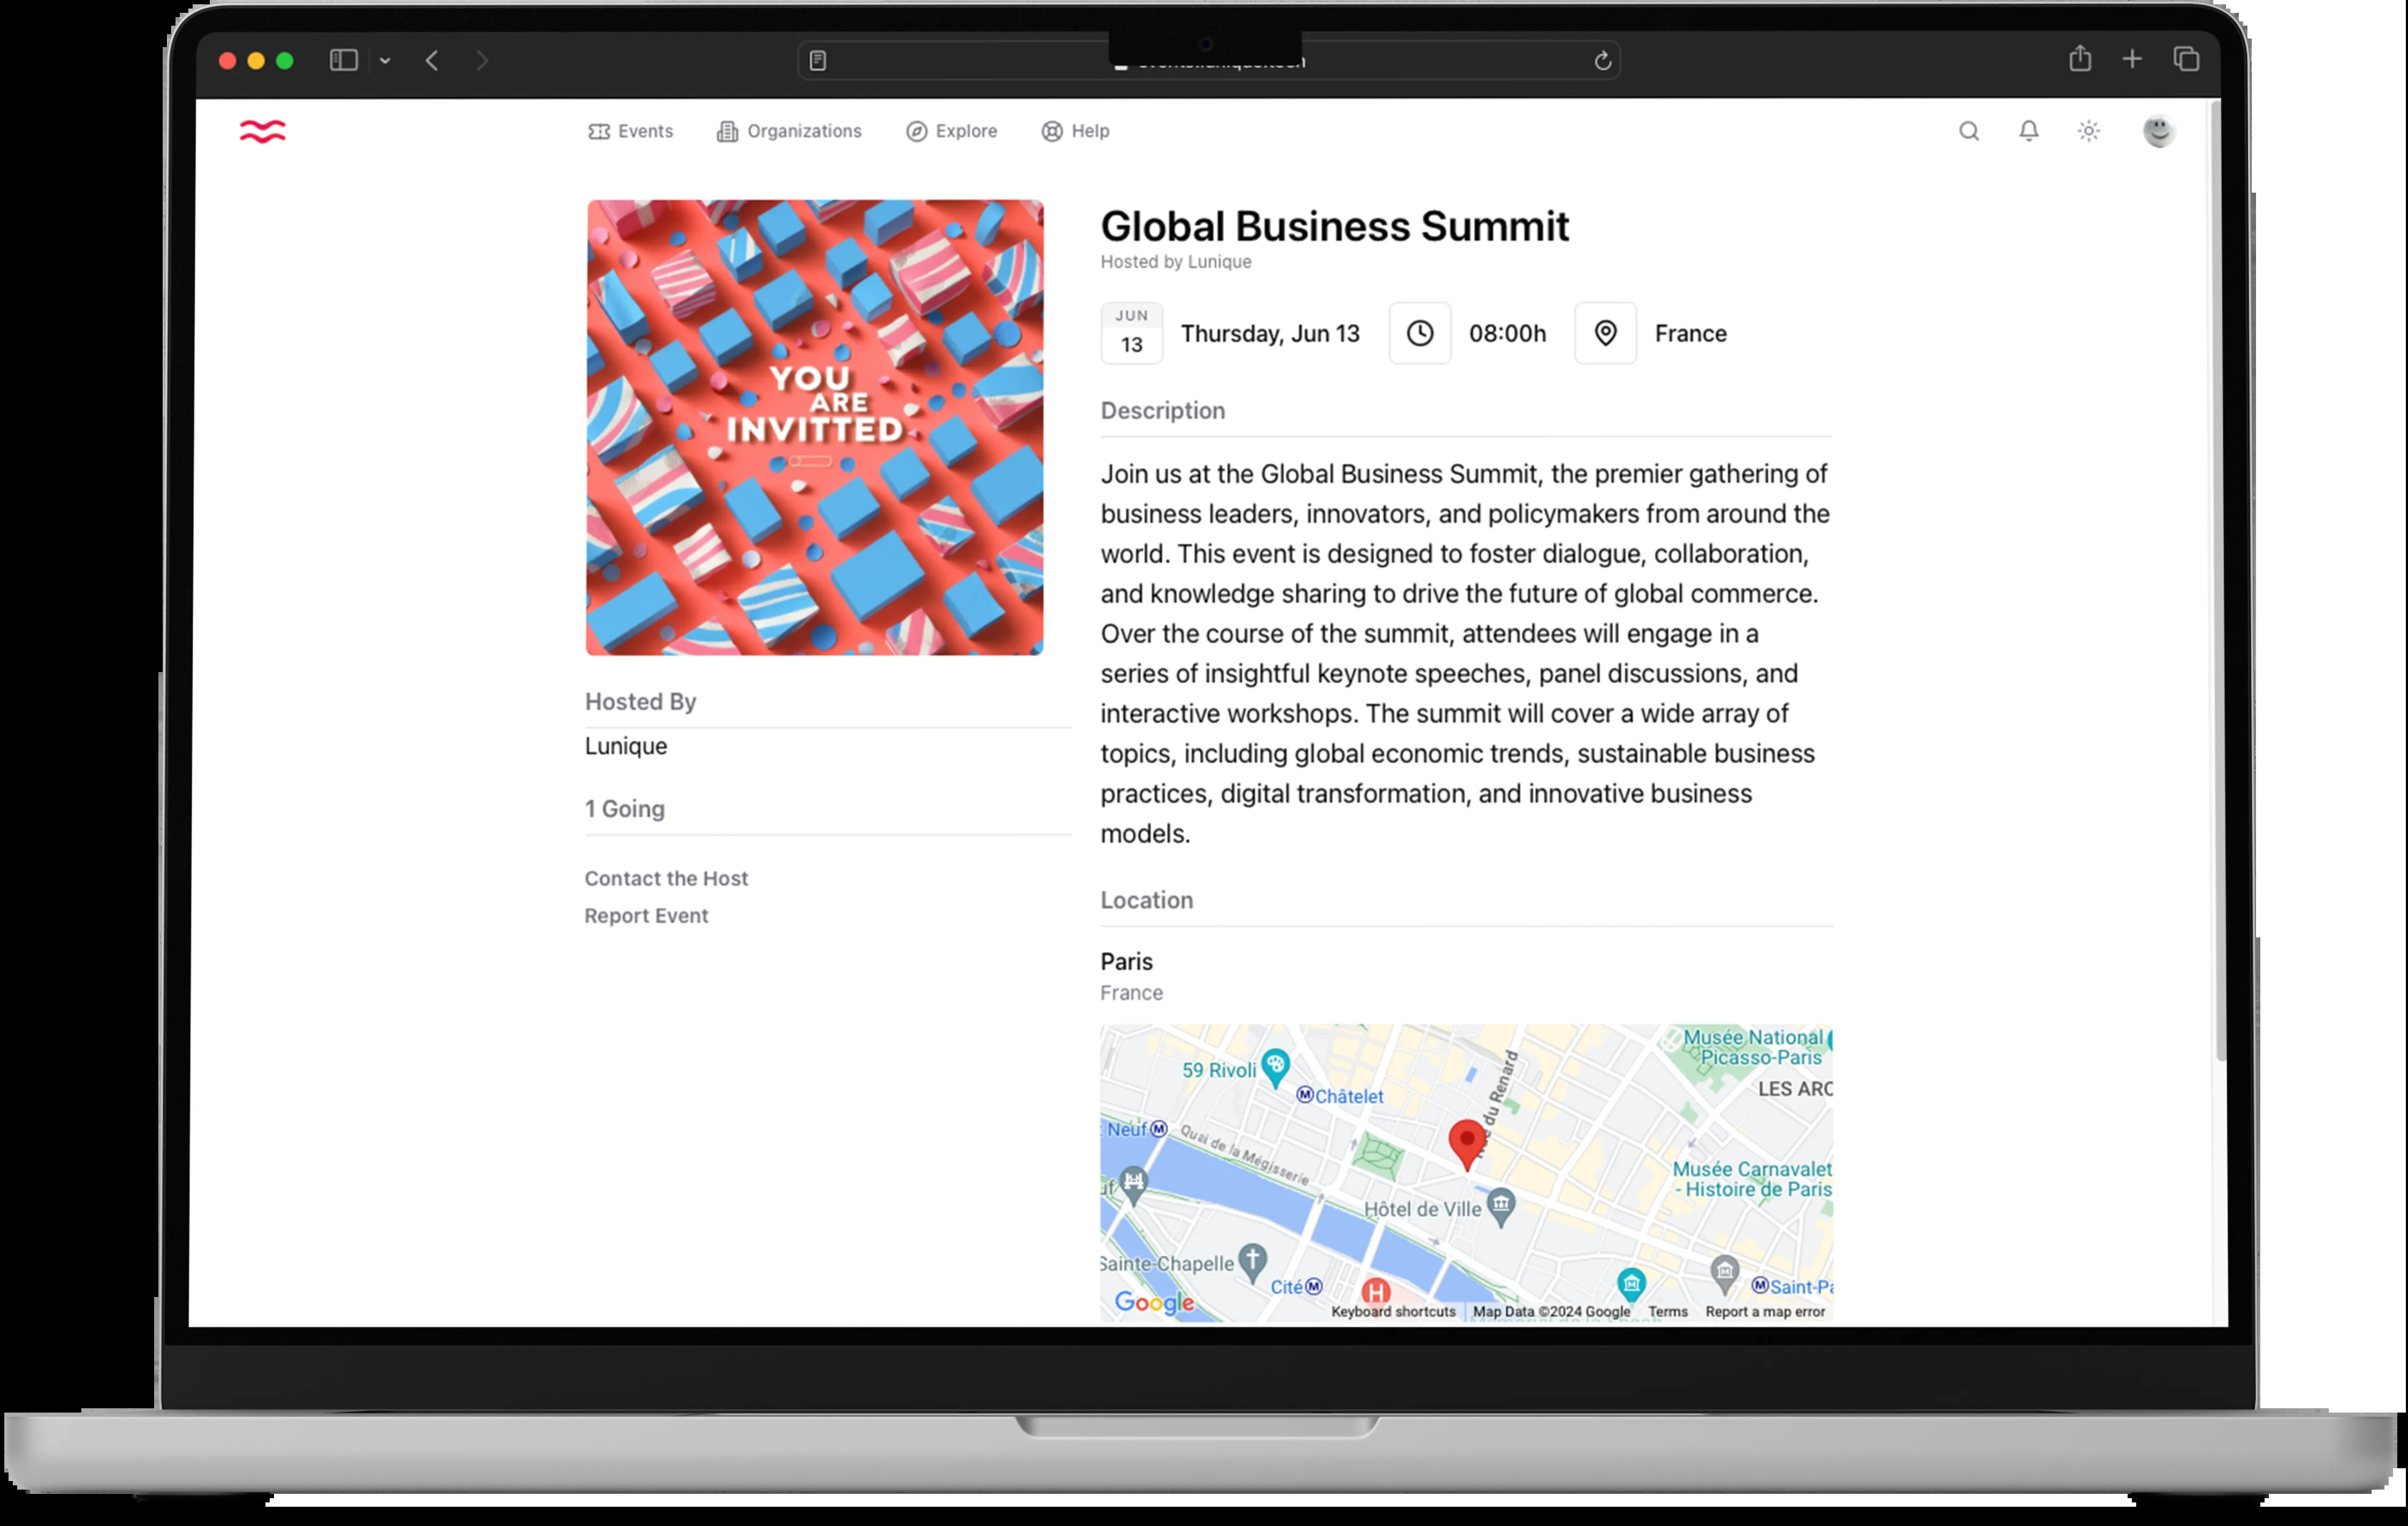 Events
Organizations
Explore
Help
YOU
ARE
INVITTED
Hosted By
Lunique
1 Going
Contact the Host
Report Event
Global Business Summit
Hosted by Lunique
JUN
13
Thursday, Jun 13
08:00h
France
Description
Join us at the Global Business Summit, the premier gathering of
business leaders, innovators, and policymakers from around the
world. This event is designed to foster dialogue, collaboration,
and knowledge sharing to drive the future of global commerce.
Over the course of the summit, attendees will engage in a
series of insightful keynote speeches, panel discussions, and
interactive workshops. The summit will cover a wide array of
topics, including global economic trends, sustainable business
practices, digital transformation, and innovative business
models.
Location
Paris
France
Musée National
Picasso-Paris
59 Rivoli
LES ARC
Châtelet
du Renard
Neuf
Quai de la Mégisserie
Musée Carnavalet
- Histoire de Paris
Hôtel de Ville
Sainte-Chapelle
Cité
Saint-Pa
H
Google
Keyboard shortcuts
Map Data ©2024 Google
Terms
Report a map error